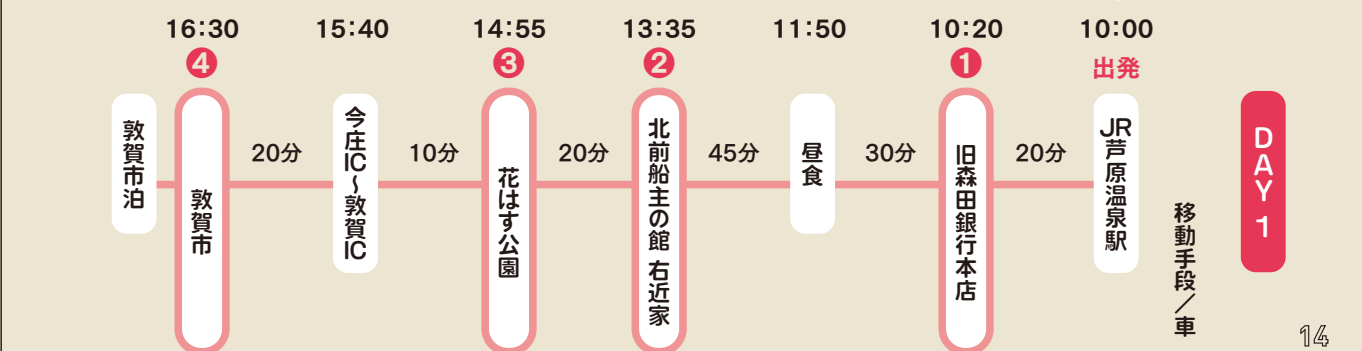 DAY 1
移動手段／車
10:00
出発
JR芦原温泉駅
20分
10:20
1
旧森田銀行本店
30分
11:50
昼食
45分
13:35
2
北前船主の館 右近家
20分
14:55
3
花はす公園
10分
15:40
今庄IC～敦賀IC
20分
16:30
4
敦賀市
敦賀市泊
14